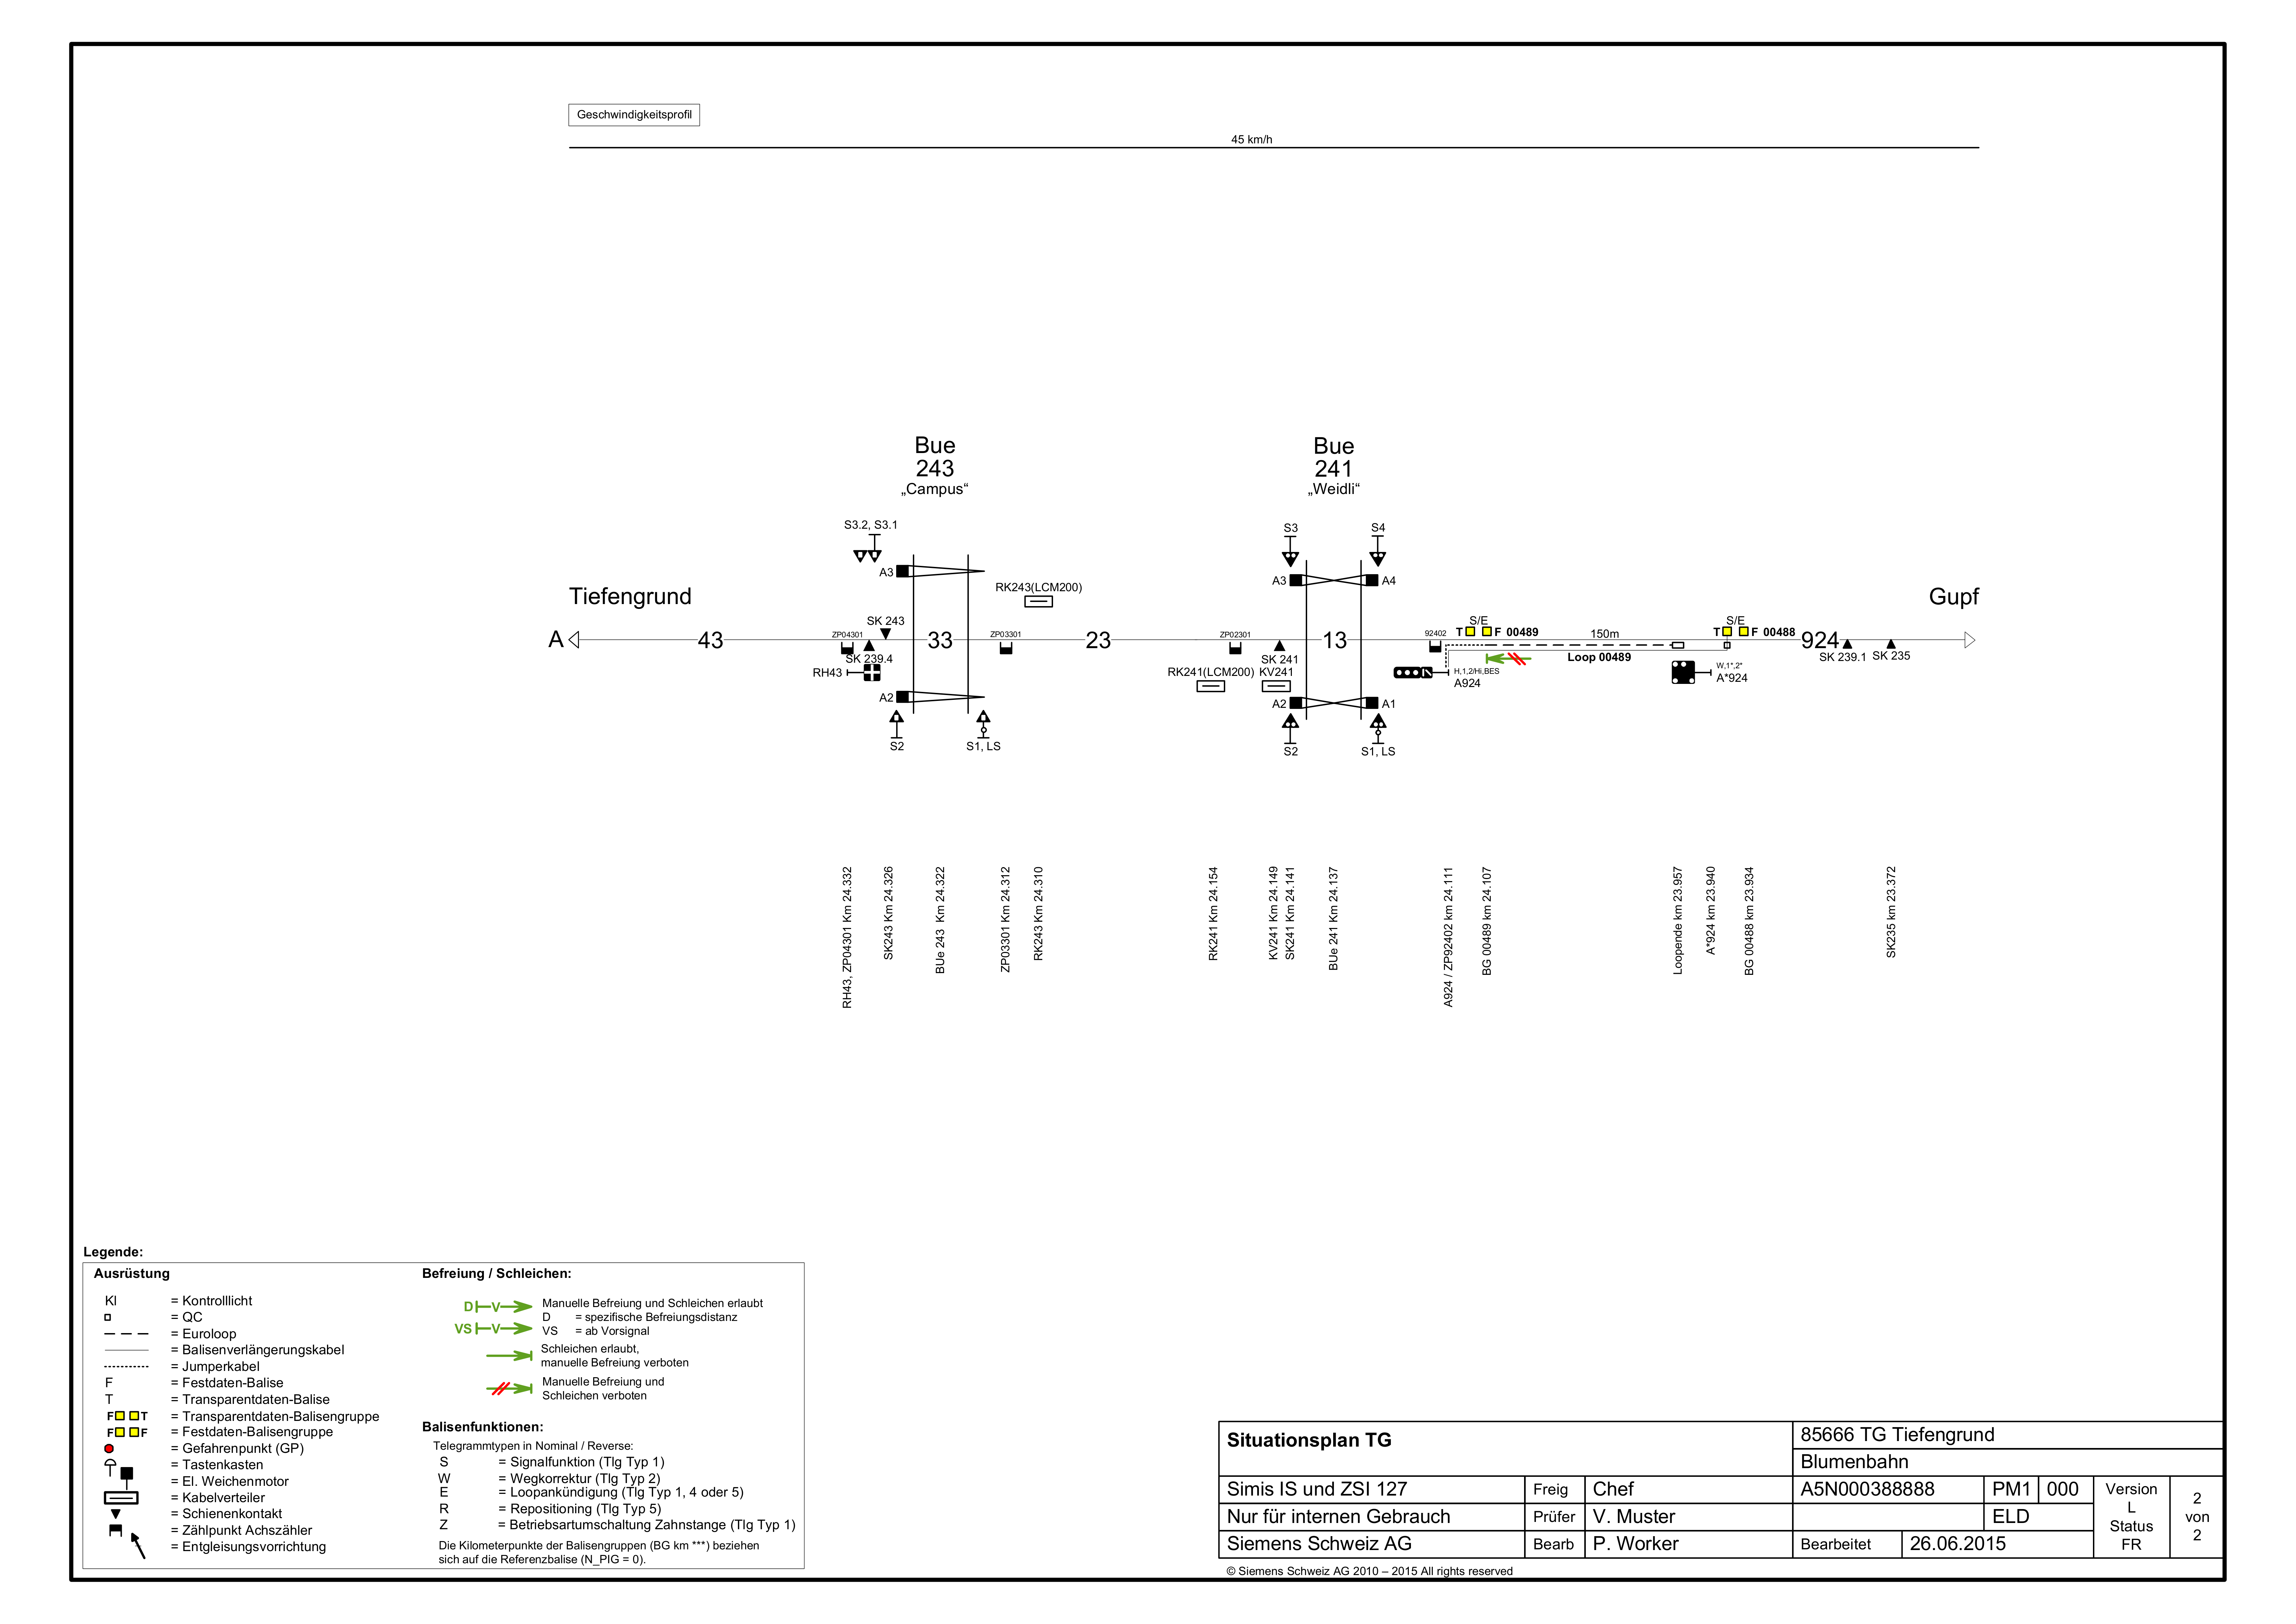 Geschwindigkeitsprofil
45 km/h
Bue
243
„Campus“
Bue
241
„Weidli“
S3.2, S3.1
S3
S4
A3
A3
A4
RK243(LCM200)
Tiefengrund
Gupf
SK 243
S/E
S/E
A
43
ZP04301
33
ZP03301
23
ZP02301
13
92402
T
F 00489
150m
T
F 00488
924
SK 239.4
SK 241
Loop 00489
SK 239.1
SK 235
RH43
RK241(LCM200)
KV241
H,1,2/Hi,BES
A924
W,1*,2*
A*924
A2
A2
A1
S2
S1, LS
S2
S1, LS
RH43, ZP04301 Km 24.332
SK243 Km 24.326
BUe 243 Km 24.322
ZP03301 Km 24.312
RK243 Km 24.310
RK241 Km 24.154
KV241 Km 24.149
SK241 Km 24.141
BUe 241 Km 24.137
A924 / ZP92402 km 24.111
BG 00489 km 24.107
Loopende km 23.957
A*924 km 23.940
BG 00488 km 23.934
SK235 km 23.372
Legende:
Ausrüstung
Kl = Kontrolllicht
= QC
= Euroloop
= Balisenverlängerungskabel
= Jumperkabel
F = Festdaten-Balise
T = Transparentdaten-Balise
F T = Transparentdaten-Balisengruppe
F F = Festdaten-Balisengruppe
= Gefahrenpunkt (GP)
= Tastenkasten
= El. Weichenmotor
= Kabelverteiler
= Schienenkontakt
= Zählpunkt Achszähler
= Entgleisungsvorrichtung
Befreiung / Schleichen:
D V Manuelle Befreiung und Schleichen erlaubt
D = spezifische Befreiungsdistanz
VS V VS = ab Vorsignal
Schleichen erlaubt,
manuelle Befreiung verboten
Manuelle Befreiung und
Schleichen verboten
Balisenfunktionen:
Telegrammtypen in Nominal / Reverse:
S = Signalfunktion (Tlg Typ 1)
W = Wegkorrektur (Tlg Typ 2)
E = Loopankündigung (Tlg Typ 1, 4 oder 5)
R = Repositioning (Tlg Typ 5)
Z = Betriebsartumschaltung Zahnstange (Tlg Typ 1)
Die Kilometerpunkte der Balisengruppen (BG km ***) beziehen
sich auf die Referenzbalise (N_PIG = 0).
Situationsplan TG
85666 TG Tiefengrund
Blumenbahn
Simis IS und ZSI 127
Freig
Chef
A5N000388888
PM1
000
Nur für internen Gebrauch
Prüfer
V. Muster
ELD
Siemens Schweiz AG
Bearb
P. Worker
Bearbeitet
26.06.2015
Version
L
Status
FR
2
von
2
© Siemens Schweiz AG 2010 – 2015 All rights reserved